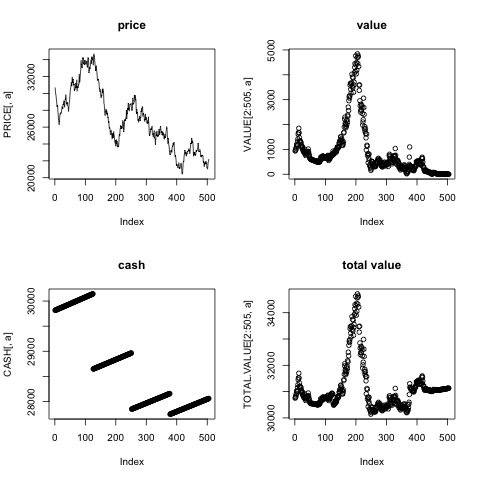 price
PRICE[, a]
20000 23000 26000 32000
0 100 200 300 400 500
Index
value
VALUE[2:505, a]
0 1000 3000 5000
0 100 200 300 400 500
Index
cash
CASH[, a]
28000 29000 30000
0 100 200 300 400 500
Index
total value
TOTAL.VALUE[2:505, a]
30000 32000 34000
0 100 200 300 400 500
Index